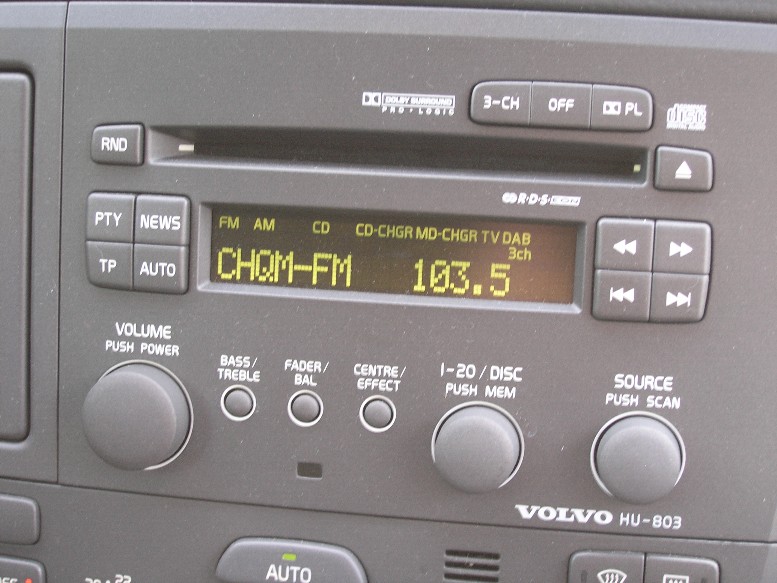 DOLBY SURROUND
PRO • LOGIC
3-CH OFF PL
RND
R•D•S EON
PTY NEWS
TP AUTO
FM AM CD CD-CHGR MD-CHGR TV DAB
3ch
CHQM-FM 103.5
VOLUME
PUSH POWER
BASS/
TREBLE
FADER/
BAL
CENTRE/
EFFECT
1-20/DISC
PUSH MEM
SOURCE
PUSH SCAN
VOLVO HU-803
AUTO
22